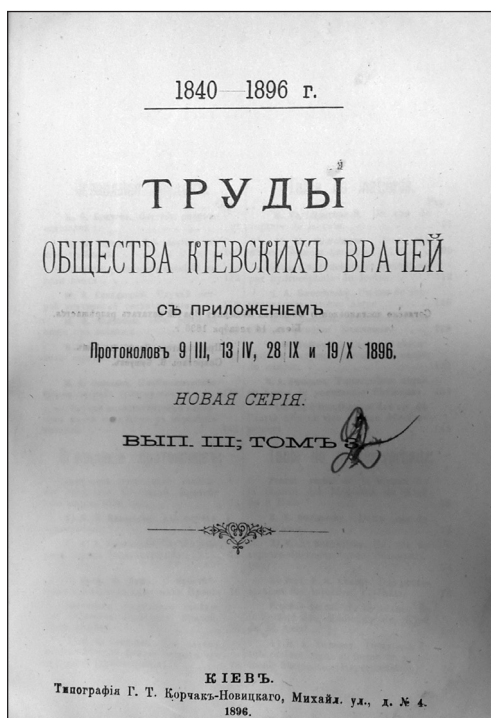 1840—1896 г.
ТРУДЫ
ОБЩЕСТВА КІЕВСКИХЪ ВРАЧЕЙ
СЪ ПРИЛОЖЕНІЕМЪ
Протоколовъ 9/III, 13/IV, 28/IX и 19/X 1896.
НОВАЯ СЕРІЯ.
ВЫП. III; ТОМЪ
КІЕВЪ.
Типографія Г. Т. Корчакъ-Новицкаго, Михайл. ул., д. № 4.
1896.